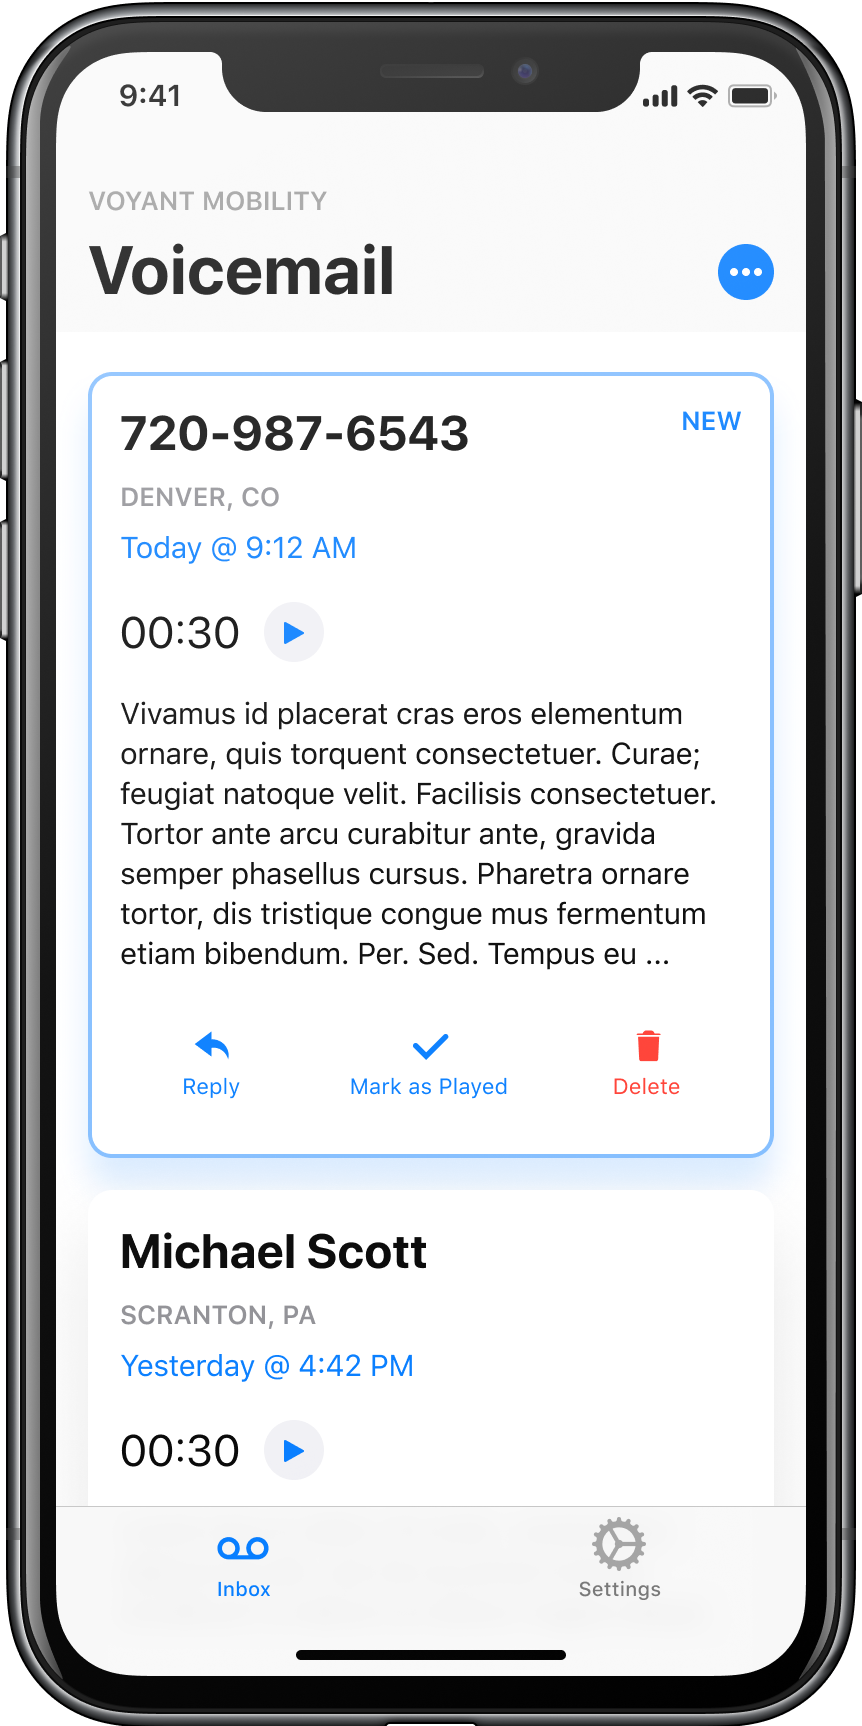 9:41
VOYANT MOBILITY
Voicemail
720-987-6543
NEW
DENVER, CO
Today @ 9:12 AM
00:30
Vivamus id placerat cras eros elementum
ornare, quis torquent consectetuer. Curae;
feugiat natoque velit. Facilisis consectetuer.
Tortor ante arcu curabitur ante, gravida
semper phasellus cursus. Pharetra ornare
tortor, dis tristique congue mus fermentum
etiam bibendum. Per. Sed. Tempus eu ...
Reply
Mark as Played
Delete
Michael Scott
SCRANTON, PA
Yesterday @ 4:42 PM
00:30
Inbox
Settings